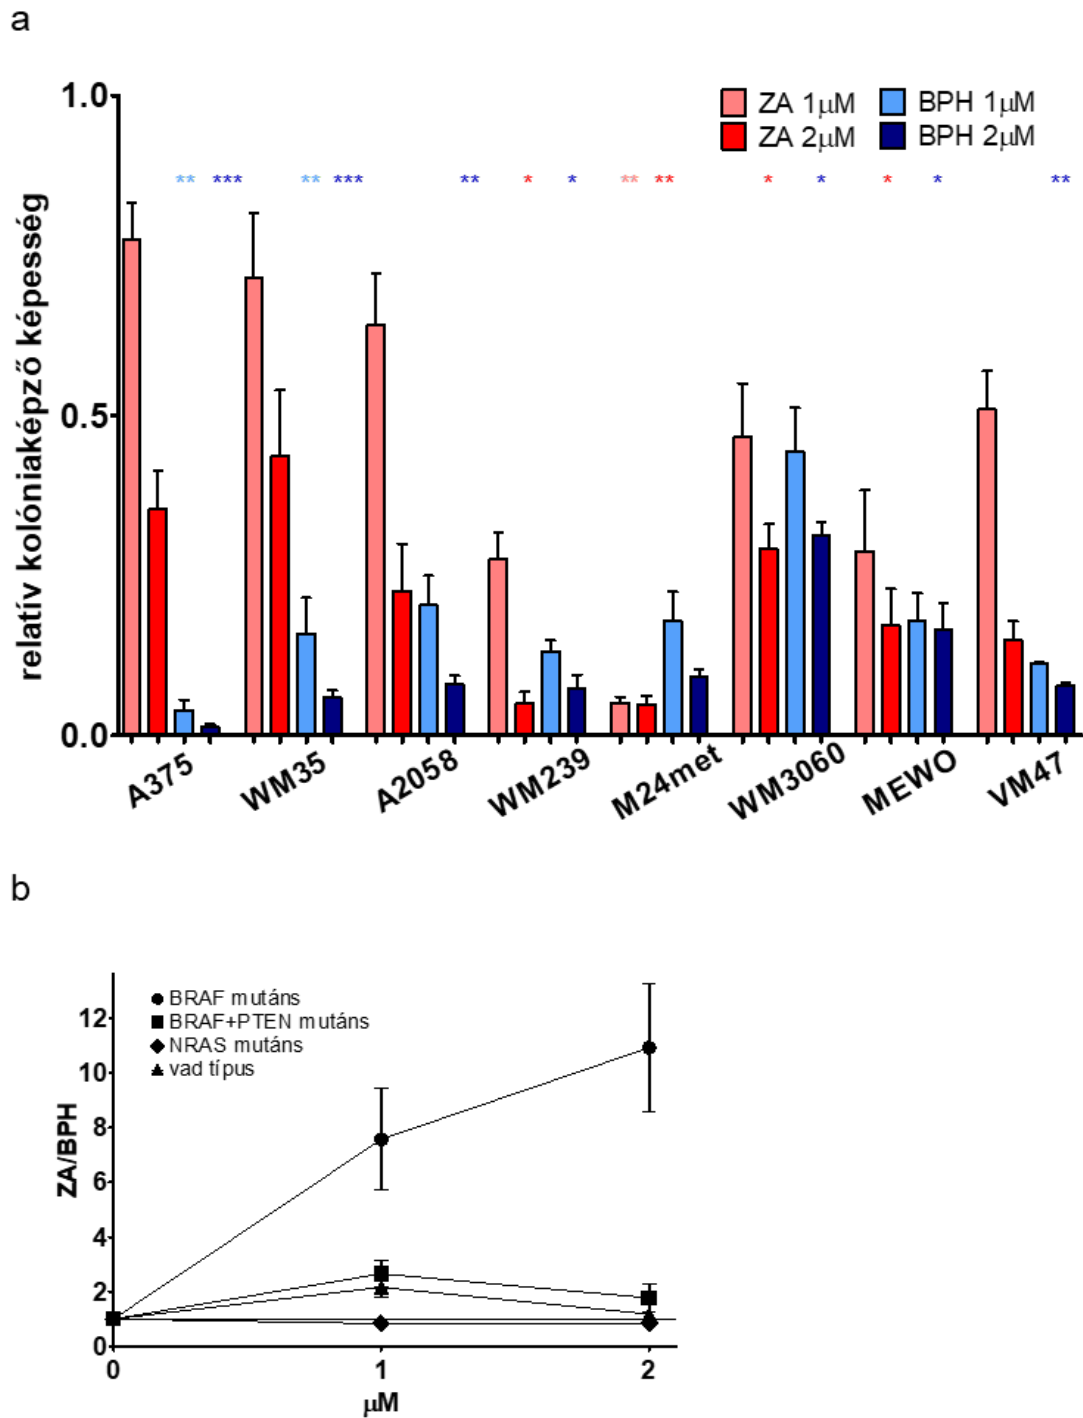 a
1.0
ZA 1μM
BPH 1μM
ZA 2μM
BPH 2μM
** *** ** *** ** * * ** ** * * * * **
relatív kolóniaképző képesség
0.5
0.0
A375
WM35
A2058
WM239
M24met
WM3060
MEWO
VM47
b
BRAF mutáns
BRAF+PTEN mutáns
NRAS mutáns
vad típus
12
10
8
6
4
2
0
ZA/BPH
0 1 2
μM